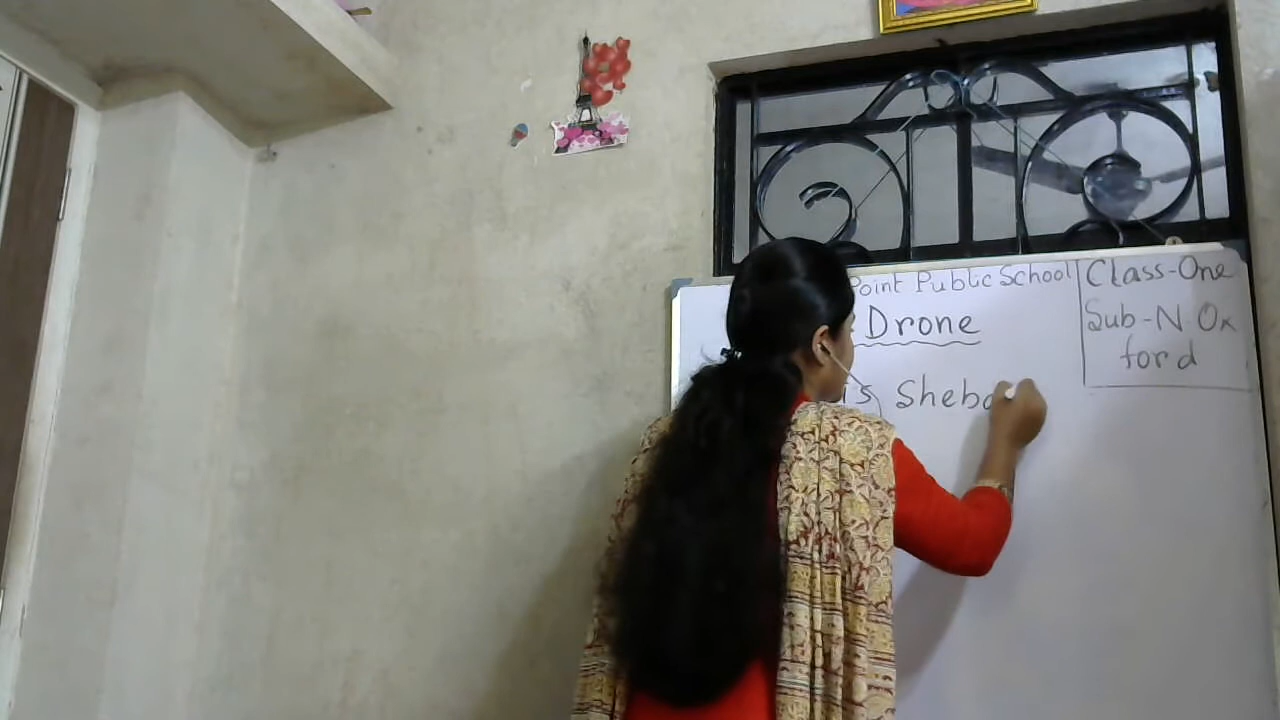 Point Public School
Drone
is Sheba
Class-One
Sub-N Ox
ford